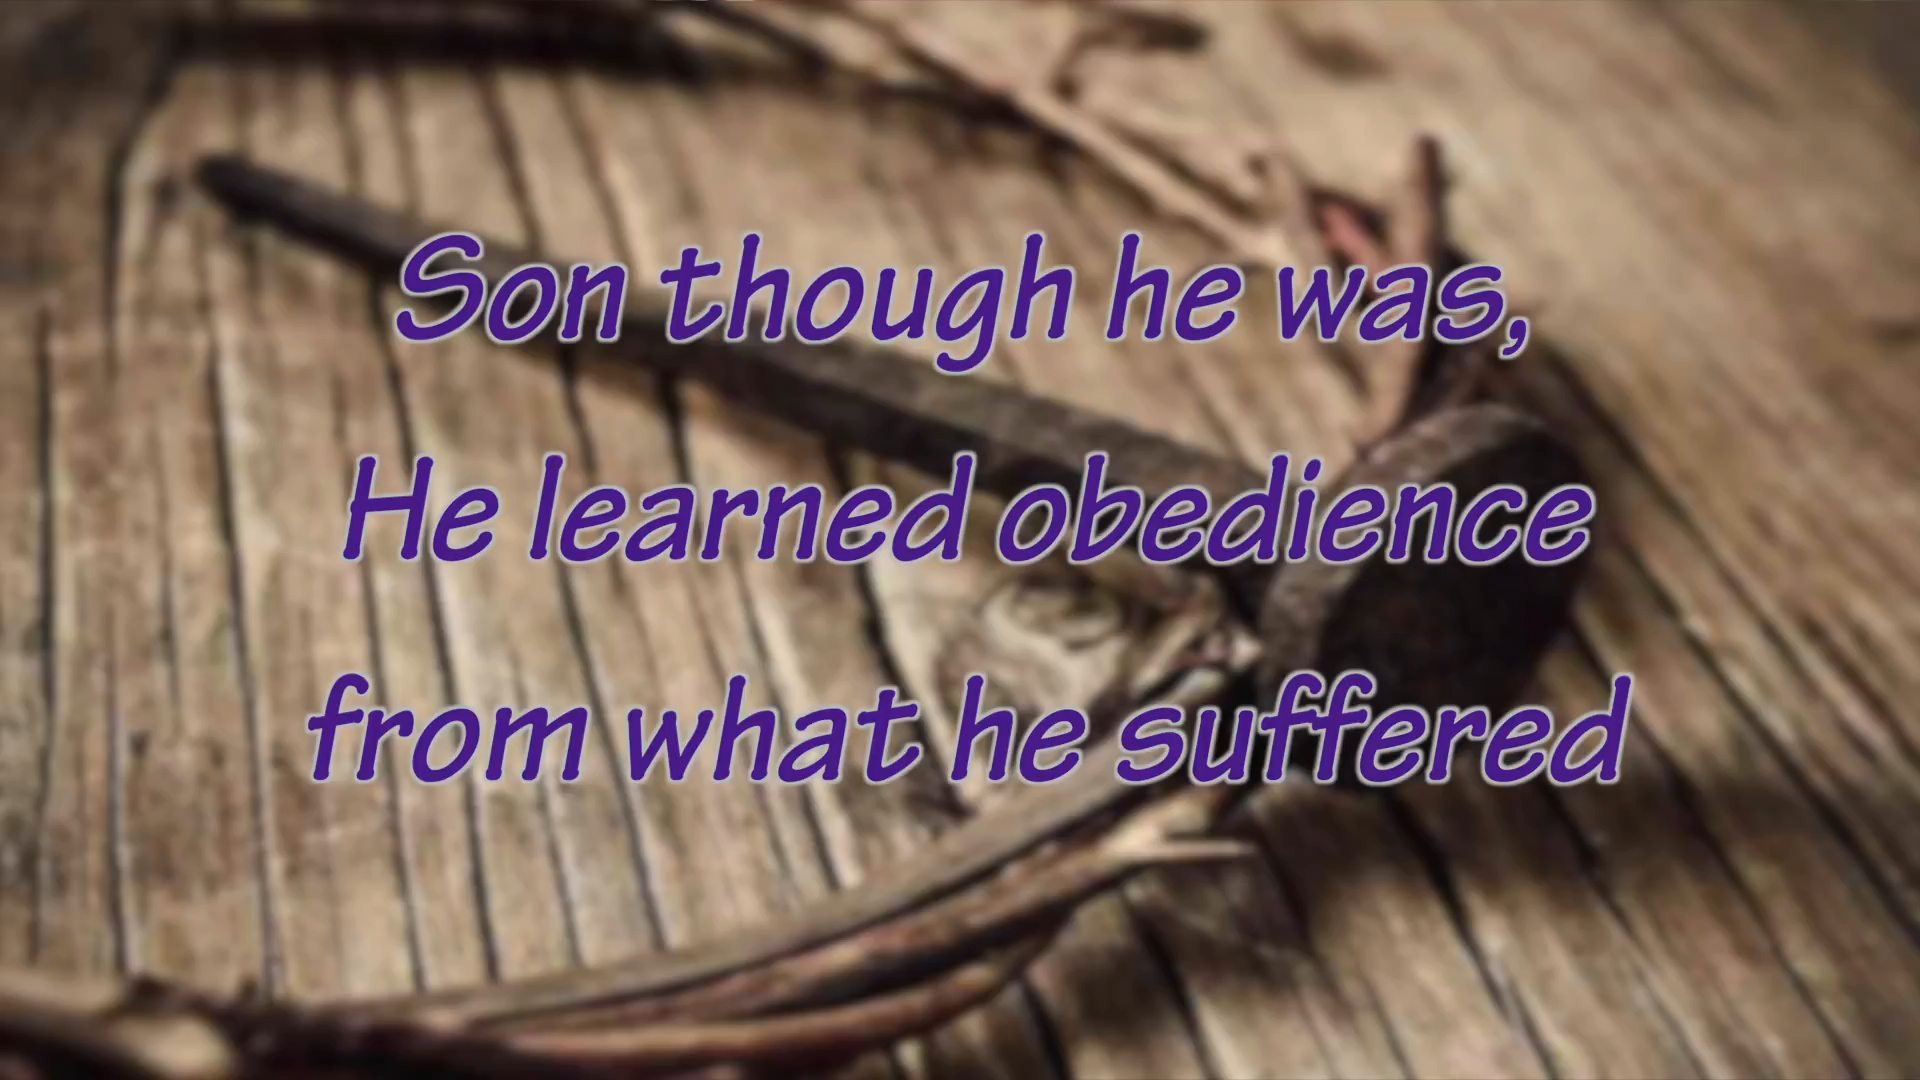 Son though he was,
He learned obedience
from what he suffered